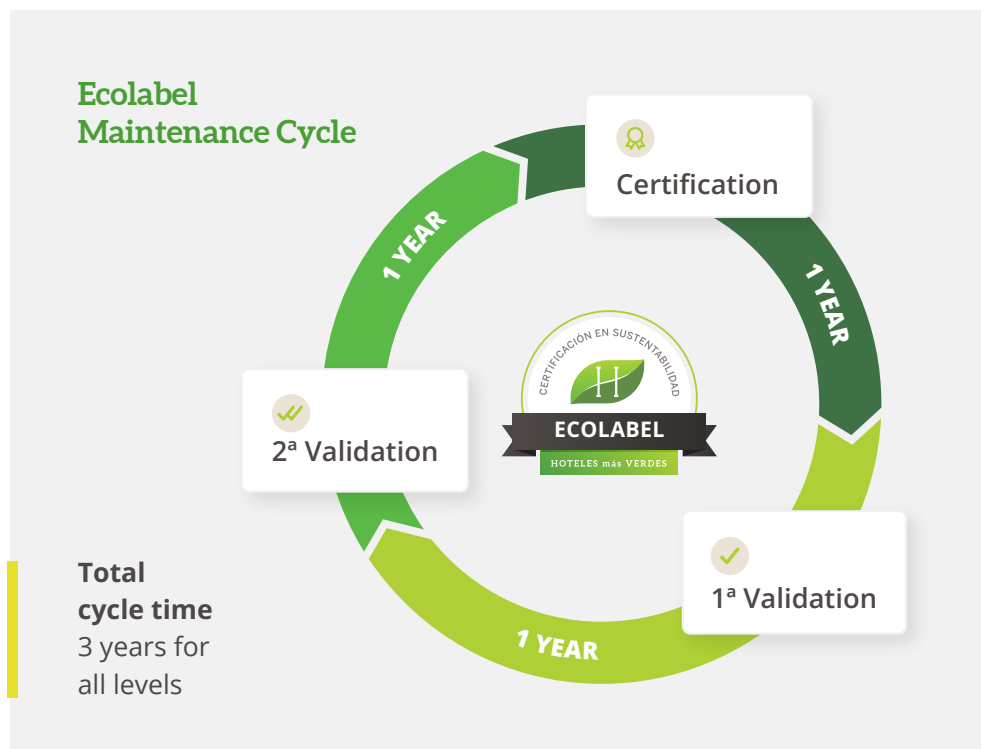 Ecolabel
Maintenance Cycle
Certification
1 YEAR
1 YEAR
CERTIFICACIÓN EN SUSTENTABILIDAD
H
ECOLABEL
HOTELES más VERDES
2ª Validation
1ª Validation
1 YEAR
Total
cycle time
3 years for
all levels